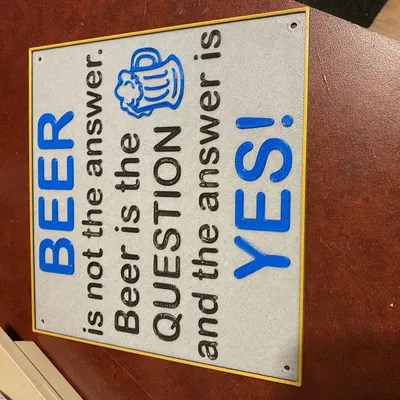 BEER
is not the answer.
Beer is the
QUESTION
and the answer is
YES!